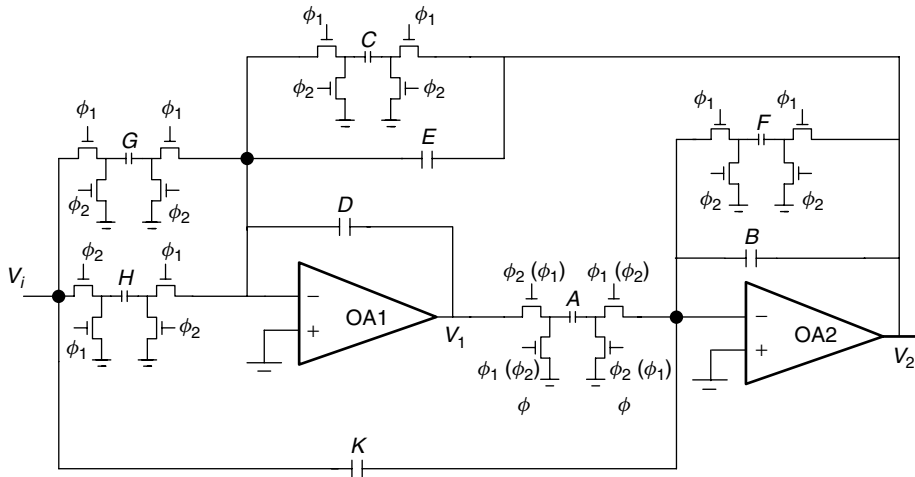 ϕ1 C ϕ1
ϕ2 ϕ2
ϕ1 G ϕ1
ϕ2 ϕ2
E
ϕ1 F ϕ1
ϕ2 ϕ2
D
B
Vi
ϕ2 H ϕ1
ϕ1 ϕ2
− + OA1
V1
ϕ2 (ϕ1) A ϕ1 (ϕ2)
ϕ1 (ϕ2) ϕ2 (ϕ1)
ϕ ϕ
− + OA2
V2
K